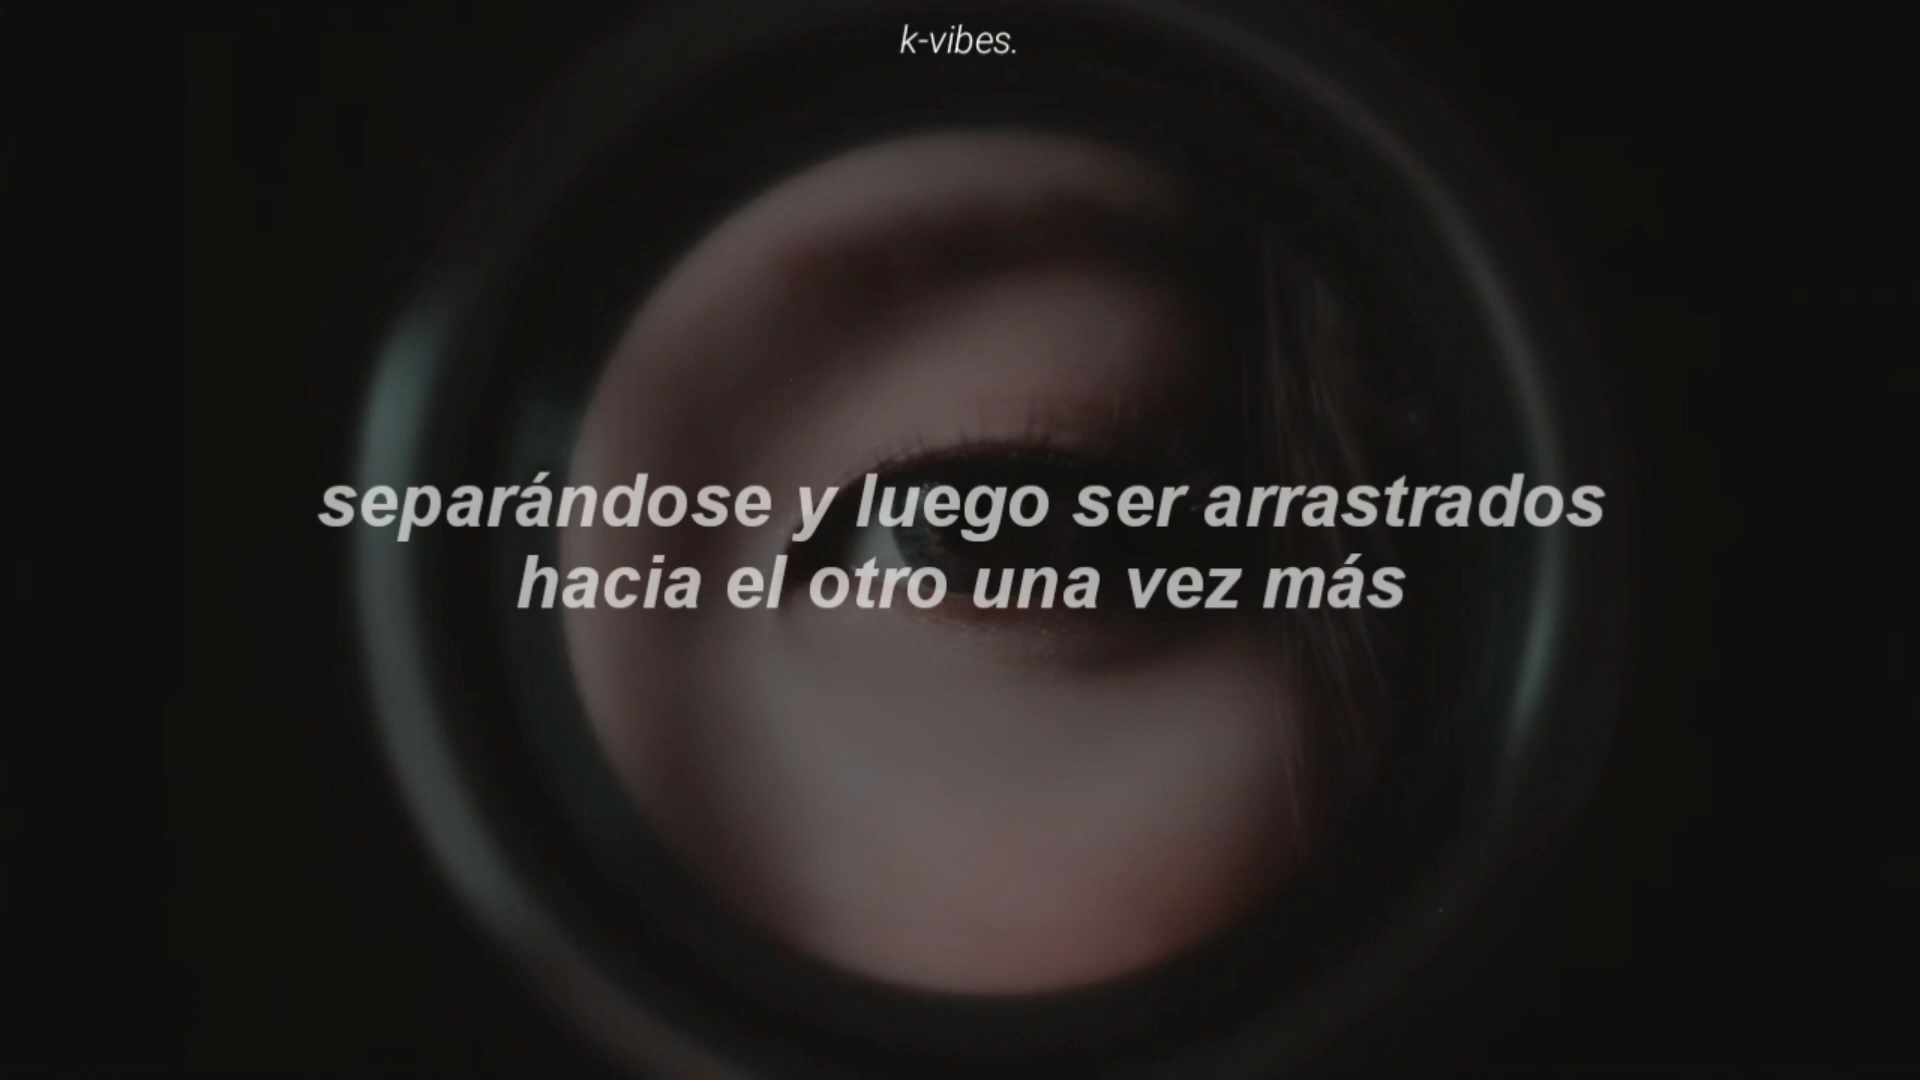 k-vibes.
separándose y luego ser arrastrados
hacia el otro una vez más